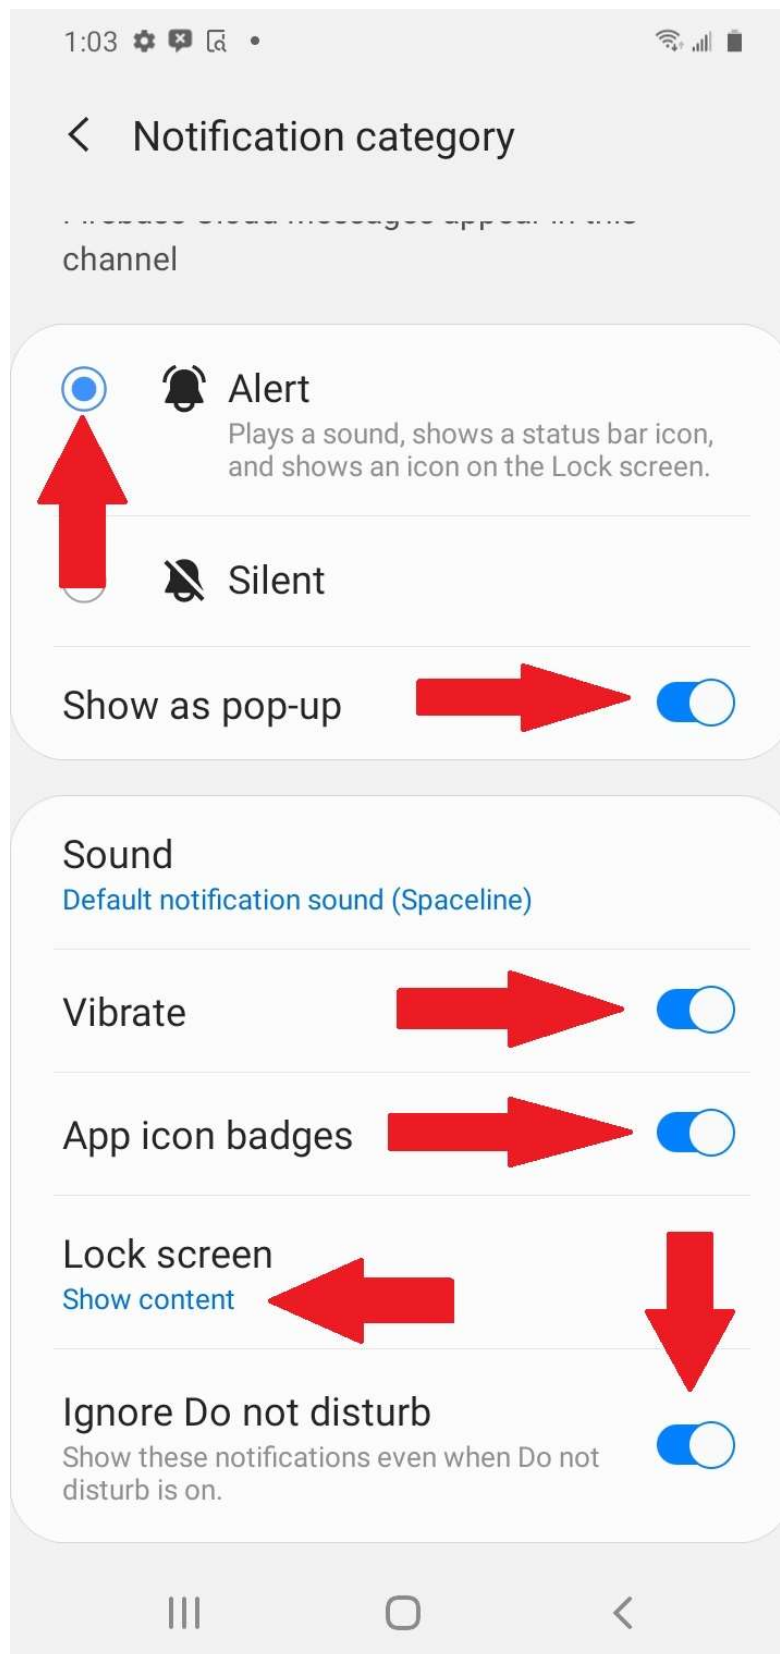 1:03
Notification category
channel
Alert
Plays a sound, shows a status bar icon,
and shows an icon on the Lock screen.
Silent
Show as pop-up
Sound
Default notification sound (Spaceline)
Vibrate
App icon badges
Lock screen
Show content
Ignore Do not disturb
Show these notifications even when Do not
disturb is on.